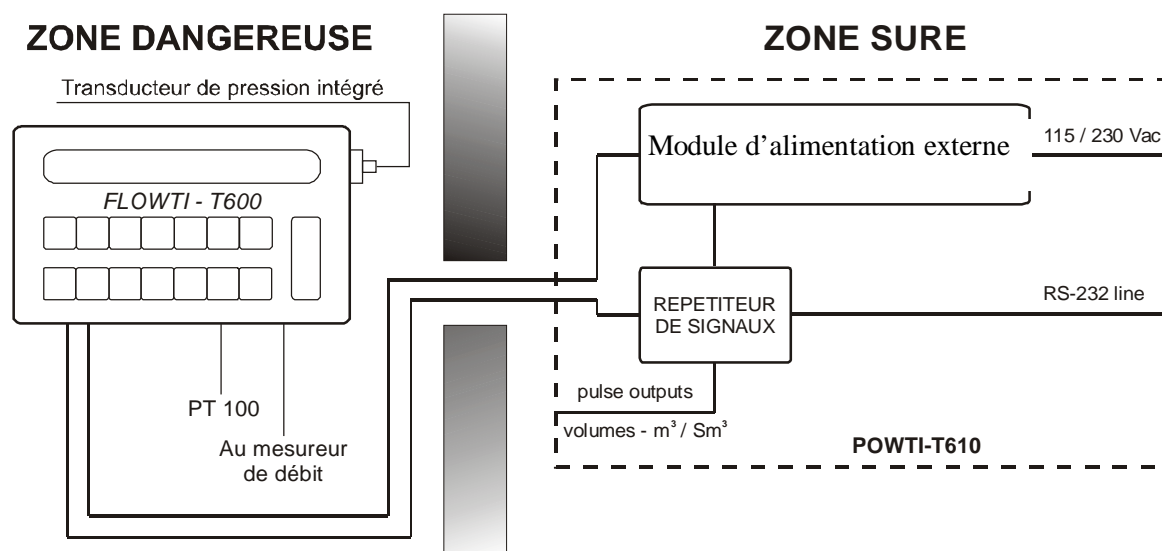 ZONE DANGEREUSE
ZONE SURE
Transducteur de pression intégré
FLOWTI - T600
Module d'alimentation externe
115 / 230 Vac
REPETITEUR
DE SIGNAUX
RS-232 line
PT 100
Au mesureur
de débit
pulse outputs
volumes - m³ / Sm³
POWTI-T610